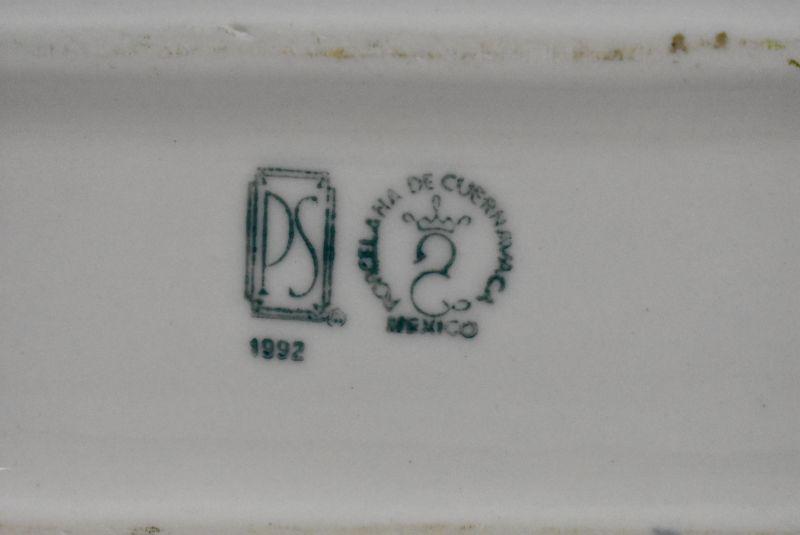 PS
1992
PORCELANA DE CUERNAVACA
MEXICO